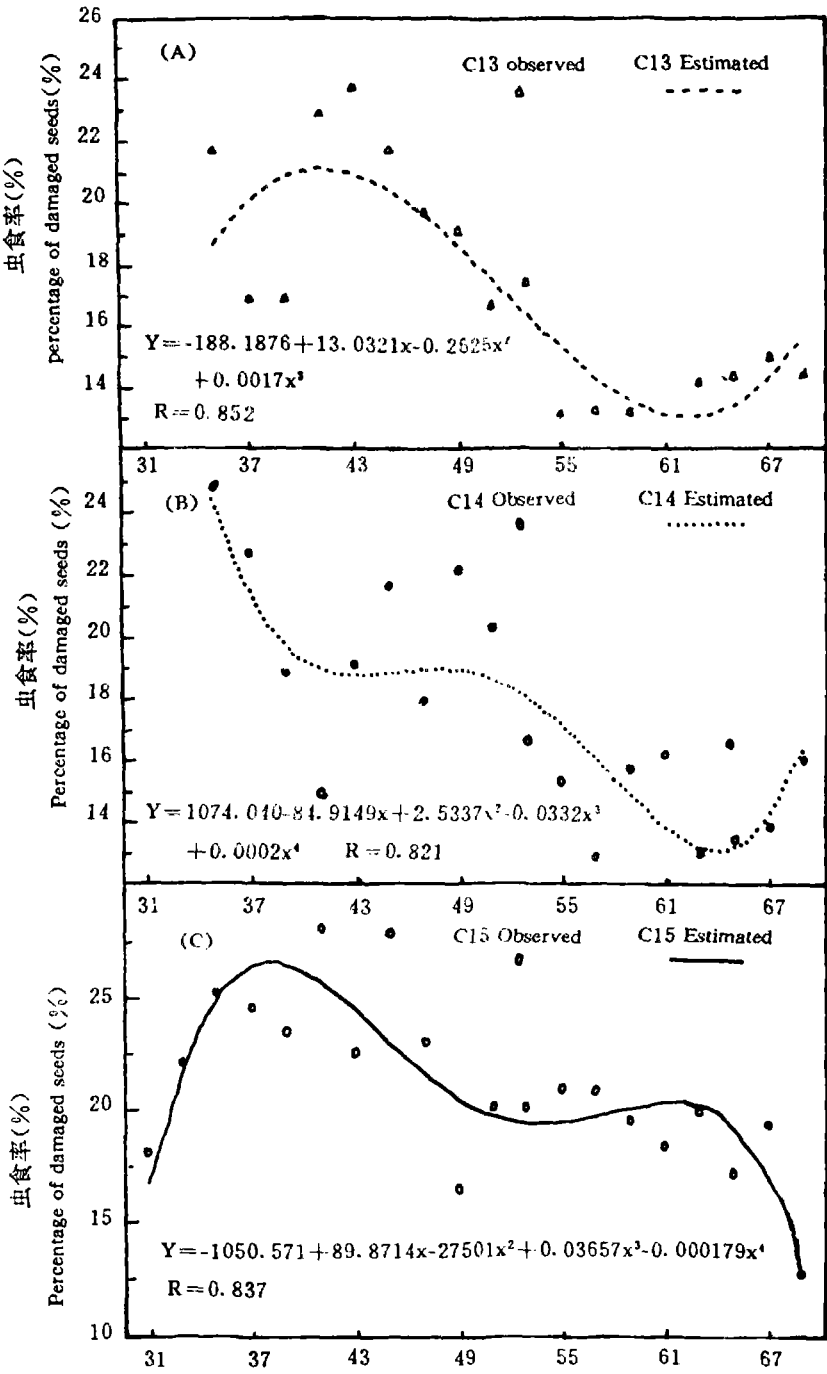 26
(A)
C13 observed
C13 Estimated
24
22
20
18
16
14
虫食率(%)
percentage of damaged seeds(%)
Y=-188.1876+13.0321x-0.2525x²
+0.0017x³
R=0.852
31 37 43 49 55 61 67
(B)
C14 Observed
C14 Estimated
24
22
20
18
16
14
虫食率(%)
Percentage of damaged seeds (%)
Y=1074.040-84.9149x+2.5337x²-0.0332x³
+0.0002x⁴ R=0.821
31 37 43 49 55 61 67
(C)
C15 Observed
C15 Estimated
25
20
15
10
虫食率(%)
Percentage of damaged seeds (%)
Y=-1050.571+89.8714x-27501x²+0.03657x³-0.000179x⁴
R=0.837
31 37 43 49 55 61 67